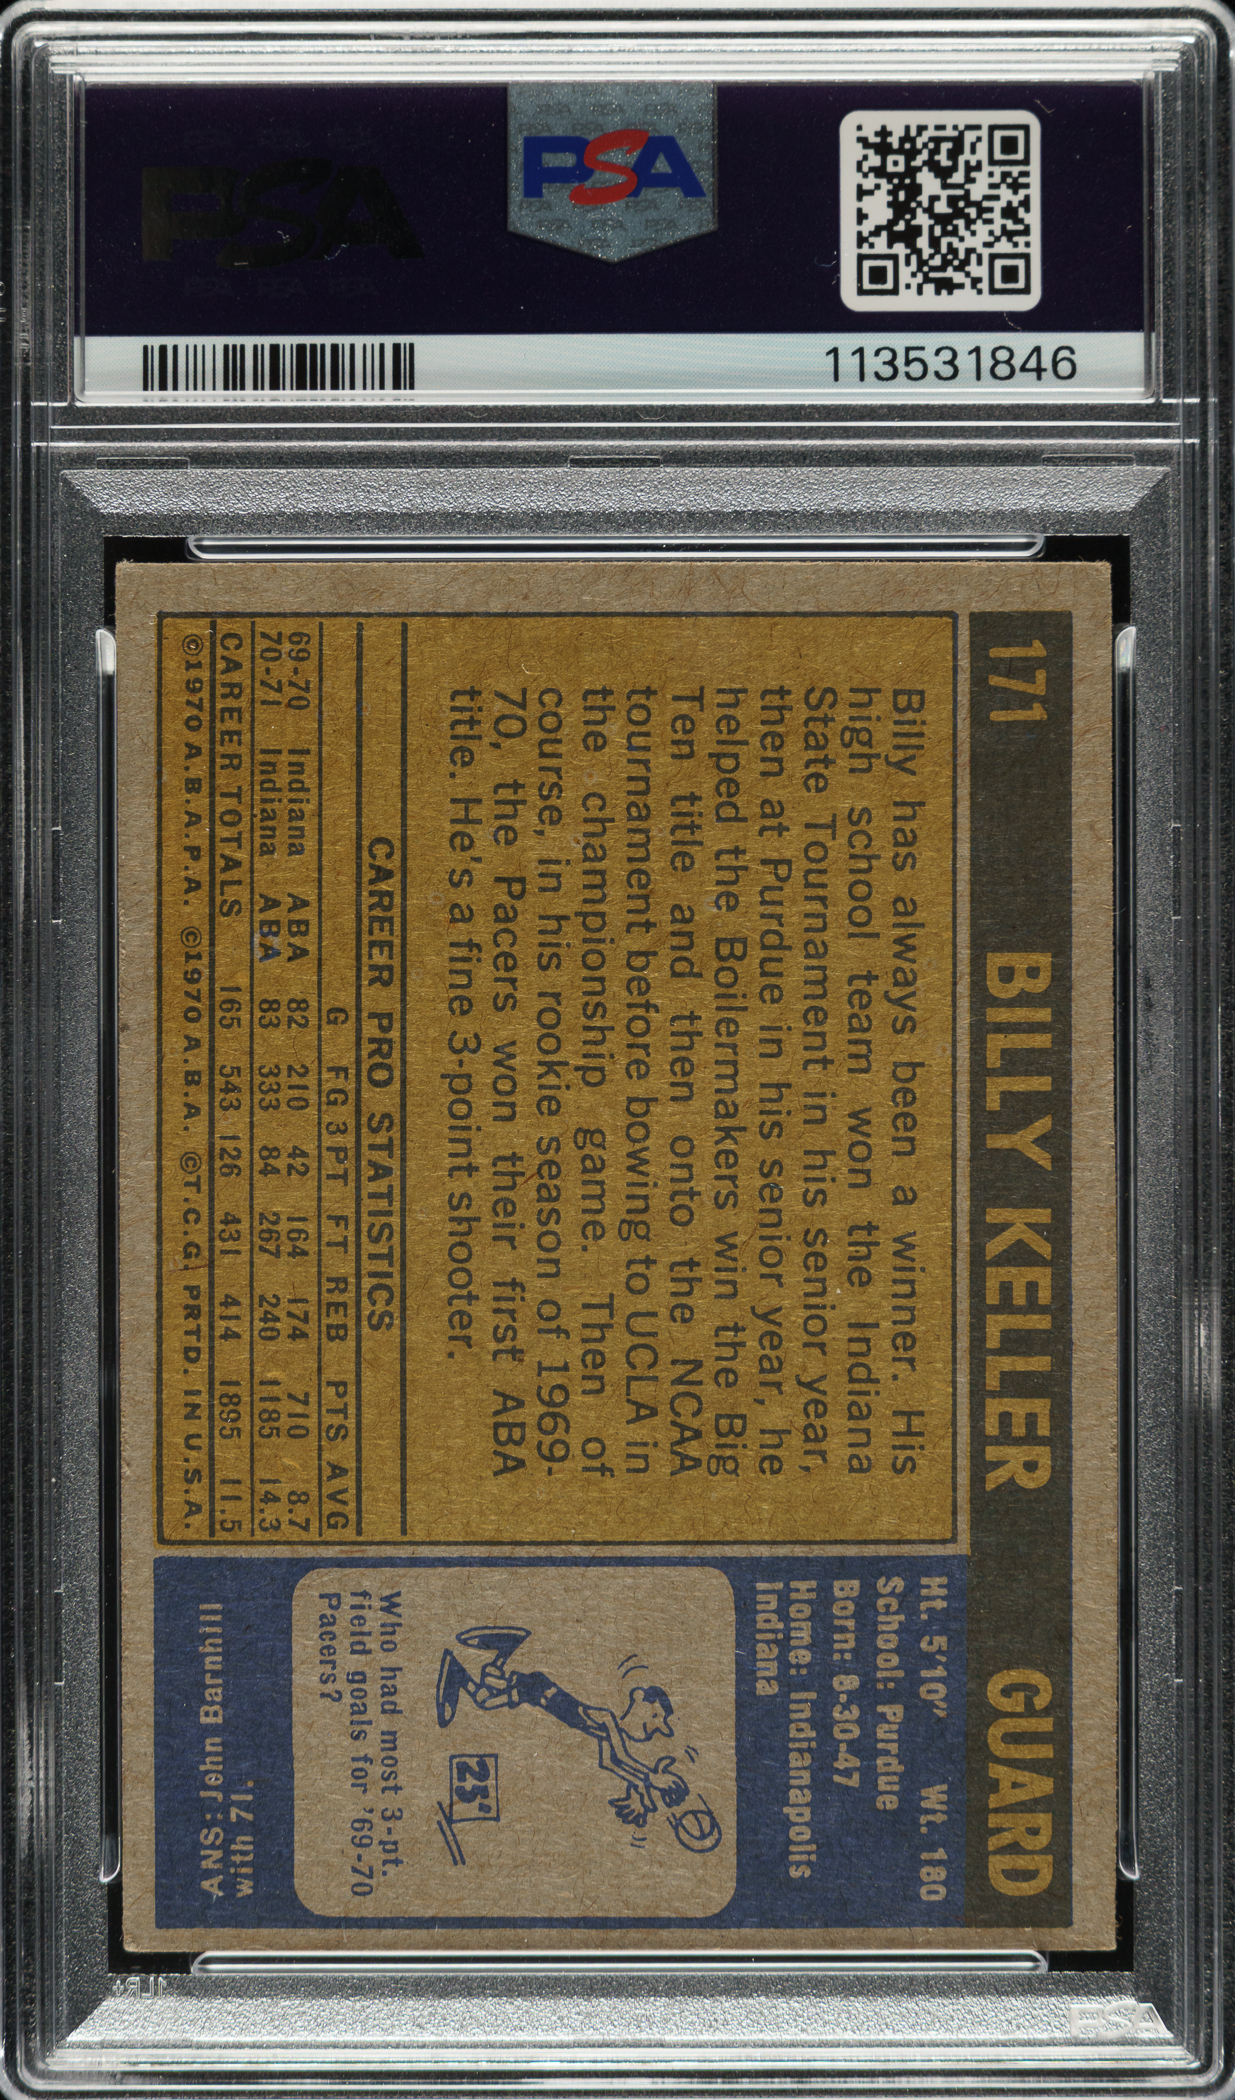 PSA
PSA
113531846
171 BILLY KELLER GUARD
Billy has always been a winner. His
high school team won the Indiana
State Tournament in his senior year,
then at Purdue in his senior year, he
helped the Boilermakers win the Big
Ten title and then onto the NCAA
tournament before bowing to UCLA in
the championship game. Then of
course, in his rookie season of 1969-
70, the Pacers won their first ABA
title. He's a fine 3-point shooter.
CAREER PRO STATISTICS
G FG 3PT FT REB PTS AVG
69-70 Indiana ABA 82 210 42 164 174 710 8.7
70-71 Indiana ABA 83 333 84 267 240 1185 14.3
CAREER TOTALS 165 543 126 431 414 1895 11.5
©1970 A.B.A.P.A. ©1970 A.B.A. ©T.C.G. PRTD. IN U.S.A.
Ht. 5'10" Wt. 180
School: Purdue
Born: 8-30-47
Home: Indianapolis
Indiana
25'
Who had most 3-pt.
field goals for '69-70
Pacers?
ANS: John Barnhill
with 71.
1LR+
PSA